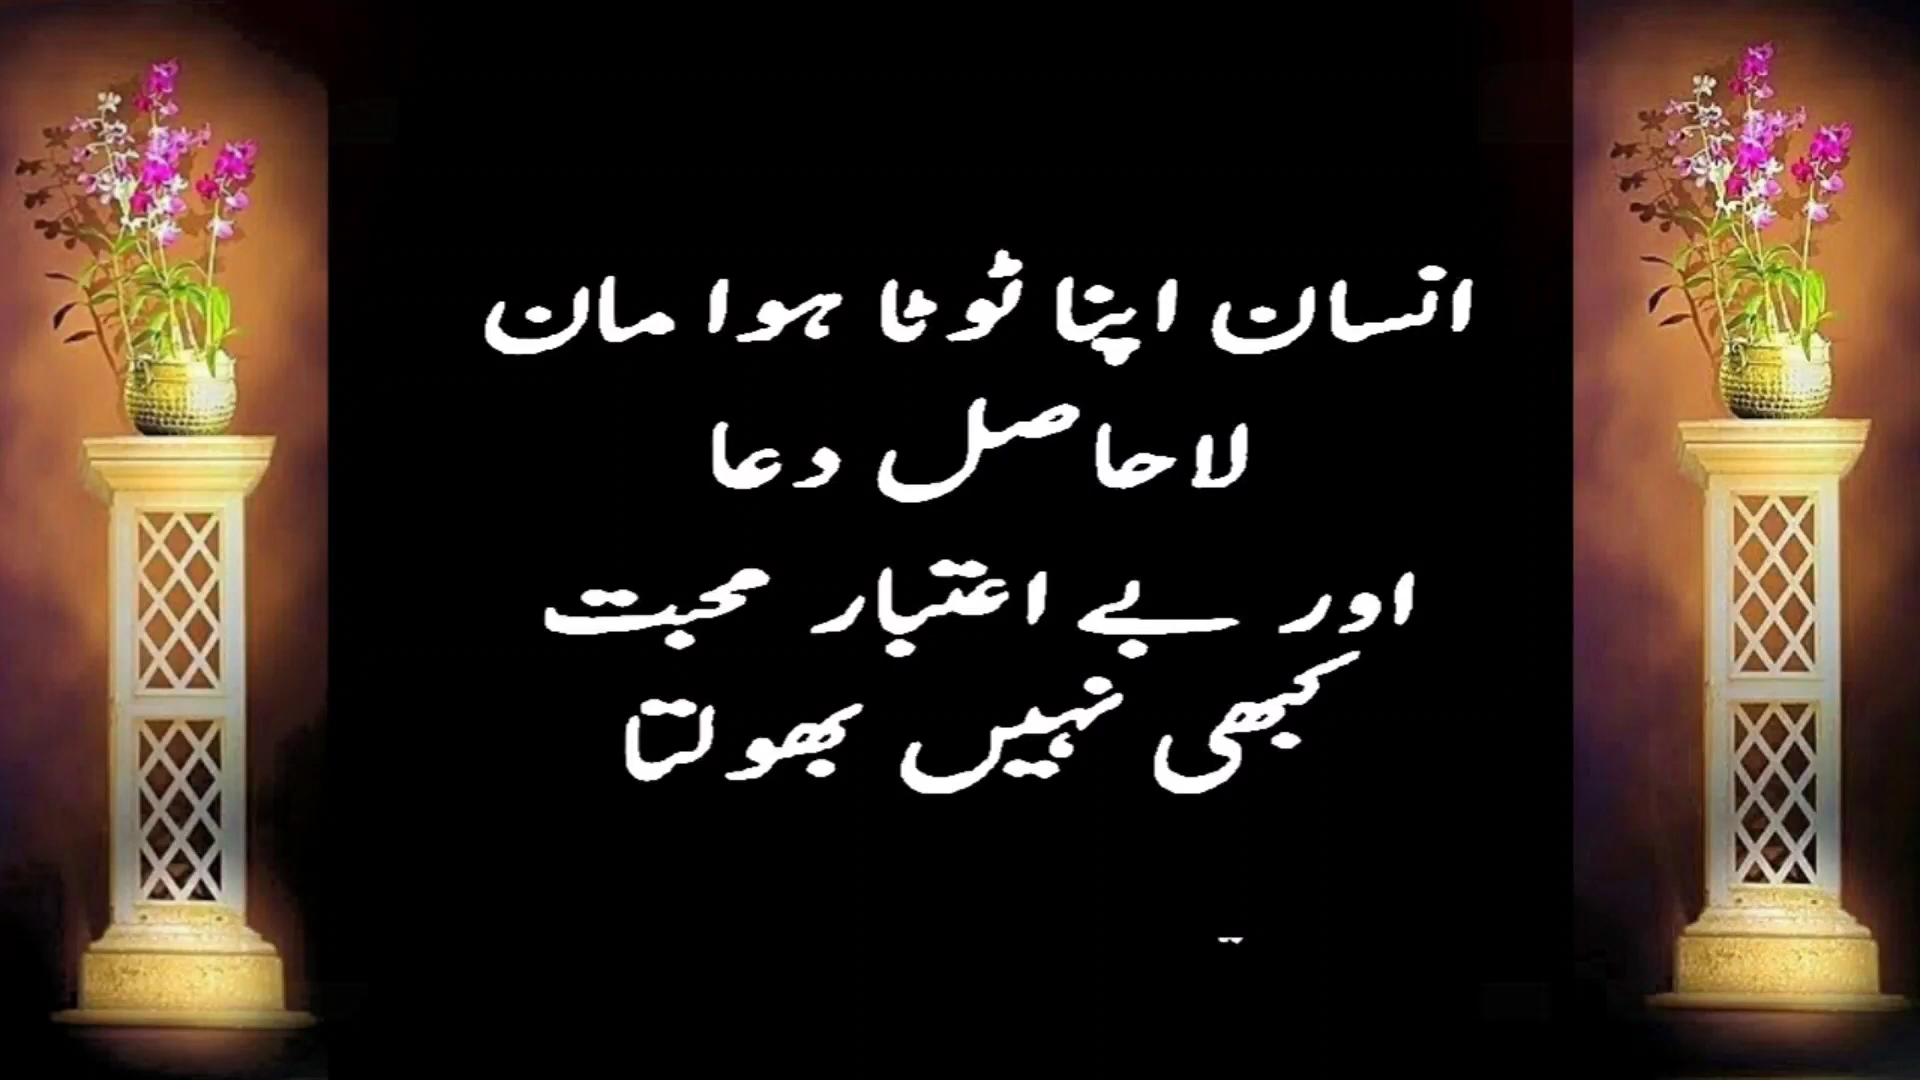 انسان اپنا ٹوٹا ہوا مان
لاحاصل دعا
اور بے اعتبار محبت
کبھی نہیں بھولتا